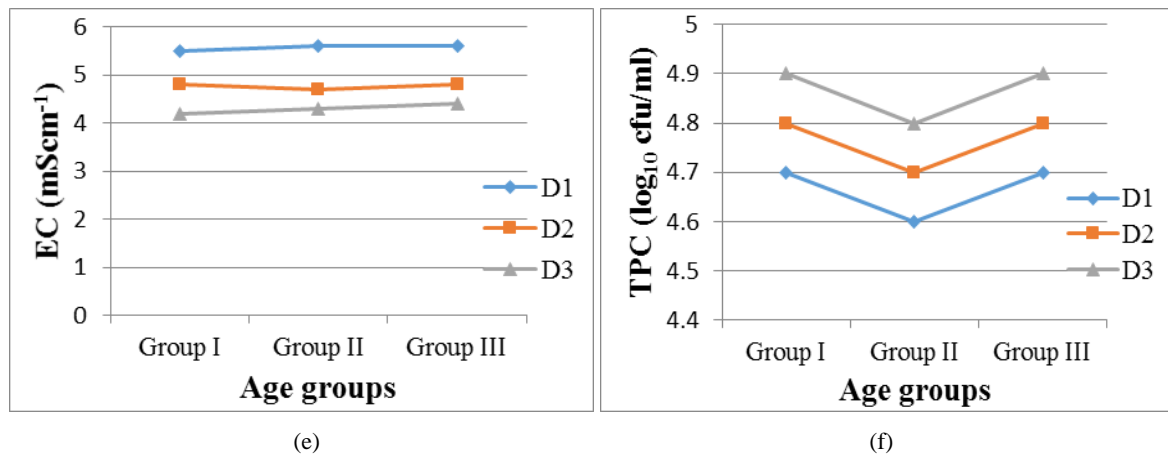 EC (mScm⁻¹)
6
5
4
3
2
1
0
Group I Group II Group III
Age groups
D1
D2
D3
(e)
TPC (log₁₀ cfu/ml)
5
4.9
4.8
4.7
4.6
4.5
4.4
Group I Group II Group III
Age groups
D1
D2
D3
(f)